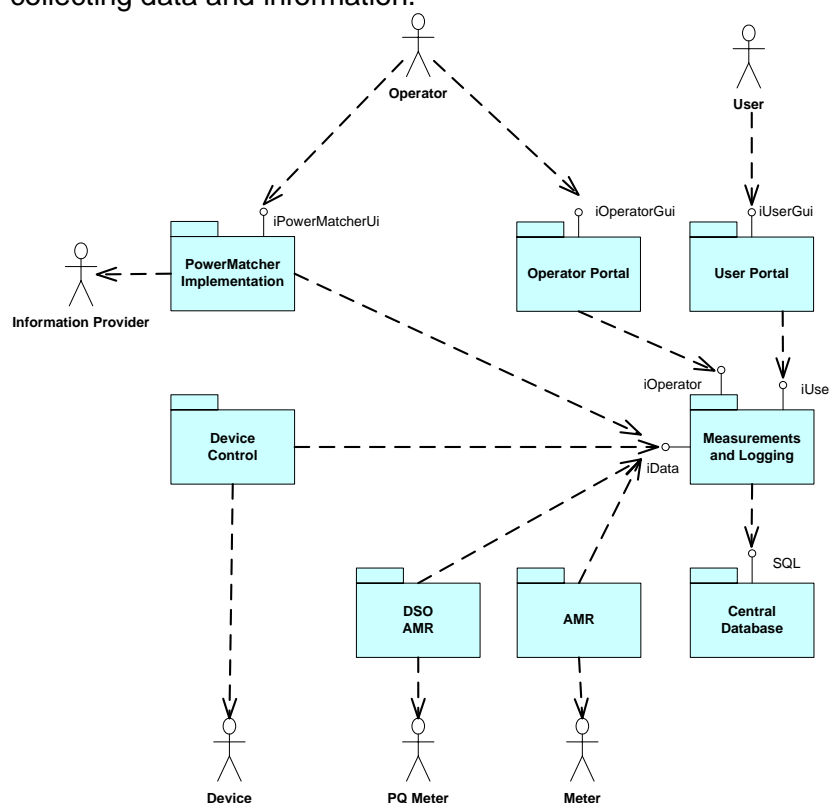 collecting data and information.
Operator
User
iPowerMatcherUi
iOperatorGui
iUserGui
PowerMatcher
Implementation
Operator Portal
User Portal
Information Provider
iOperator
iUse
Device
Control
Measurements
and Logging
iData
SQL
DSO
AMR
AMR
Central
Database
Device
PQ Meter
Meter